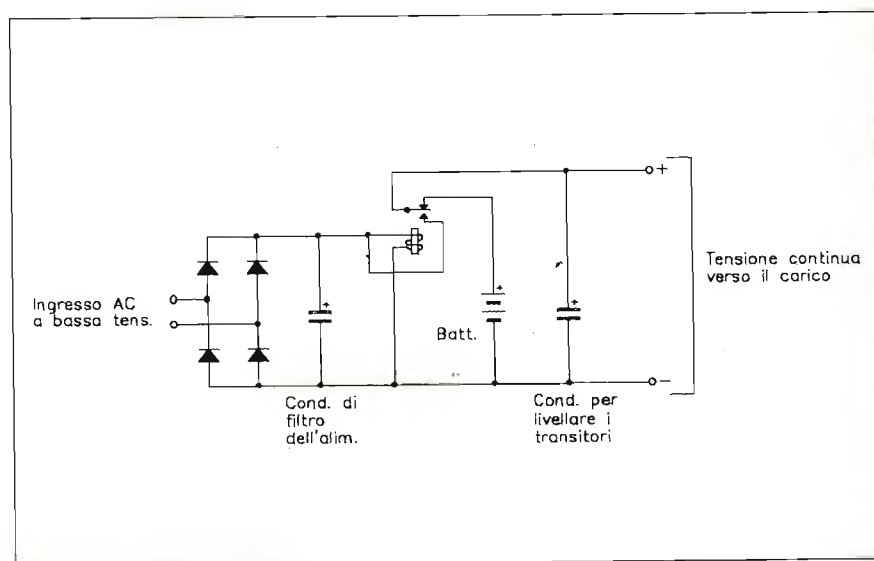 Ingresso AC
a bassa tens.
Cond. di
filtro
dell'alim.
+
Batt.
+
Cond. per
livellare i
transitori
+
+
-
Tensione continua
verso il carico